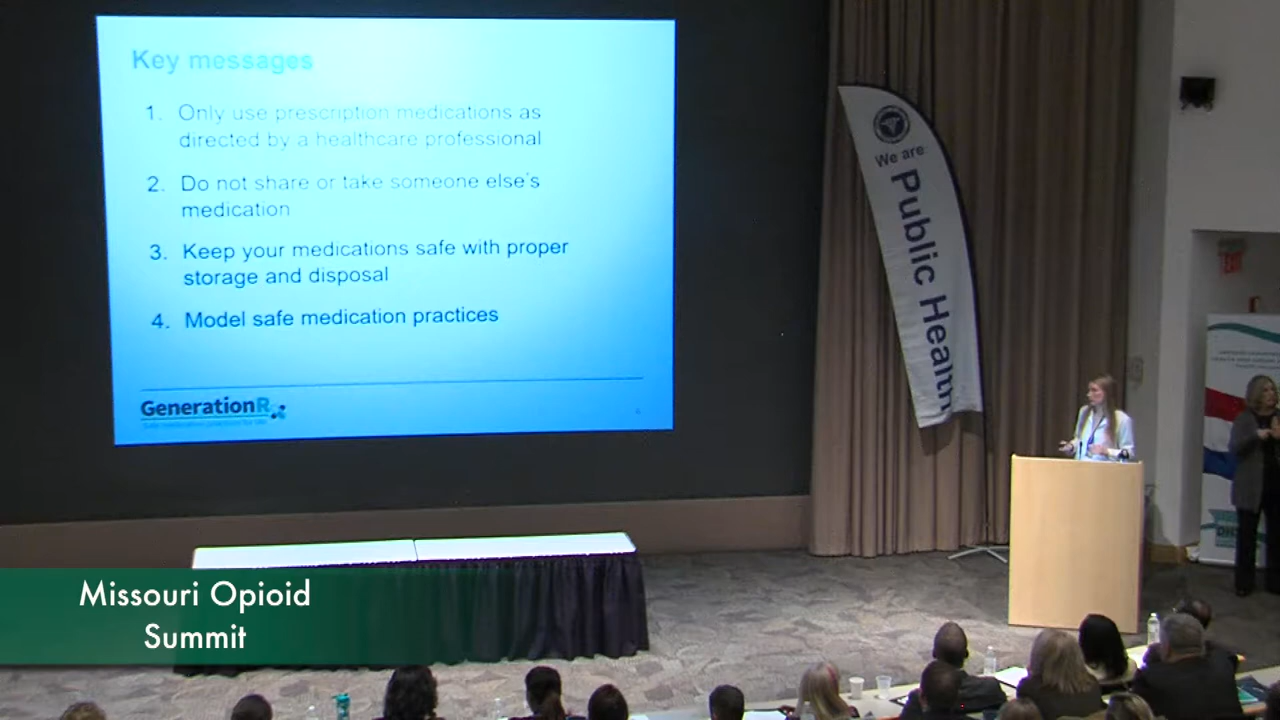 Key messages
1. Only use prescription medications as
directed by a healthcare professional
2. Do not share or take someone else's
medication
3. Keep your medications safe with proper
storage and disposal
4. Model safe medication practices
GenerationRx
We are
Public Health
EXIT
Missouri Opioid
Summit